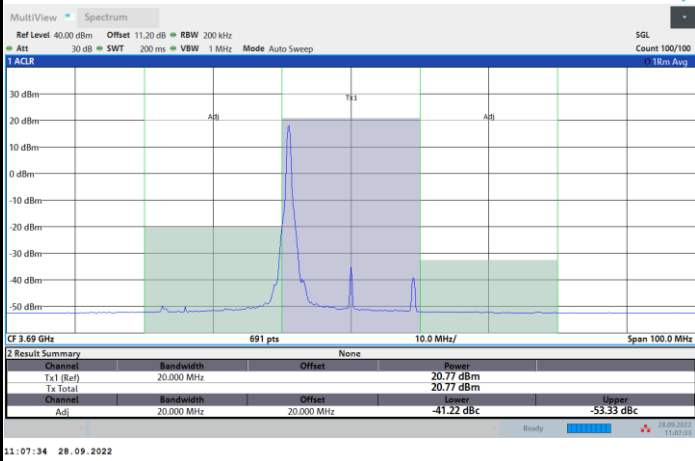 MultiView Spectrum
Ref Level 40.00 dBm Offset 11.20 dB RBW 200 kHz SGL
Att 30 dB SWT 200 ms VBW 1 MHz Mode Auto Sweep Count 100/100
1 ACLR 1Rm Avg
30 dBm
Tx1
20 dBm Adj Adj
10 dBm
0 dBm
-10 dBm
-20 dBm
-30 dBm
-40 dBm
-50 dBm
CF 3.69 GHz 691 pts 10.0 MHz/ Span 100.0 MHz
2 Result Summary None
Channel Bandwidth Offset Power
Tx1 (Ref) 20.000 MHz 20.77 dBm
Tx Total 20.77 dBm
Channel Bandwidth Offset Lower Upper
Adj 20.000 MHz 20.000 MHz -41.22 dBc -53.33 dBc
Ready 28.09.2022
11:07:33
11:07:34 28.09.2022